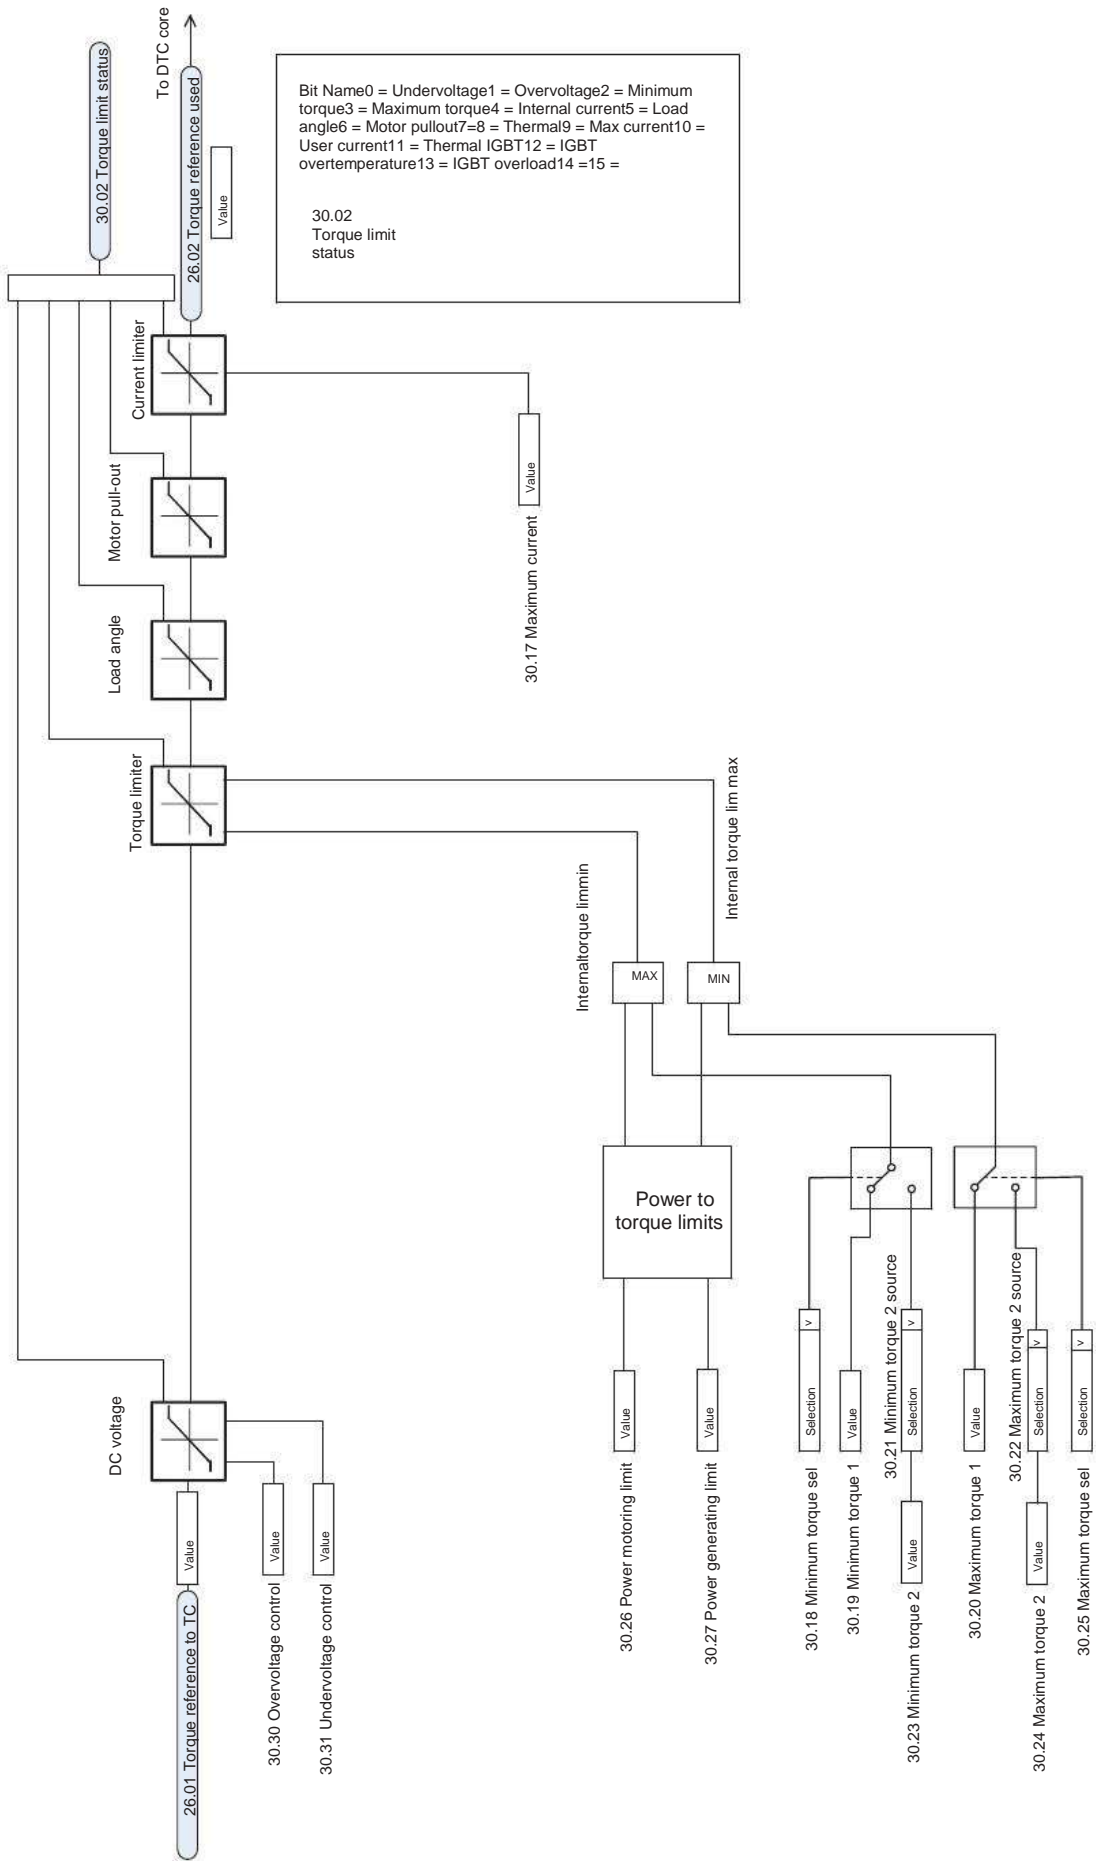 To DTC core
30.02 Torque limit status
26.02 Torque reference used
Value
Bit Name0 = Undervoltage1 = Overvoltage2 = Minimum
torque3 = Maximum torque4 = Internal current5 = Load
angle6 = Motor pullout7=8 = Thermal9 = Max current10 =
User current11 = Thermal IGBT12 = IGBT
overtemperature13 = IGBT overload14 =15 =
30.02
Torque limit
status
Current limiter
Motor pull-out
Load angle
Torque limiter
Value
30.17 Maximum current
Internaltorque limmin
Internal torque lim max
MAX
MIN
Power to
torque limits
DC voltage
Value
26.01 Torque reference to TC
Value
30.30 Overvoltage control
Value
30.31 Undervoltage control
Value
30.26 Power motoring limit
Value
30.27 Power generating limit
v
Selection
30.18 Minimum torque sel
Value
30.19 Minimum torque 1
30.21 Minimum torque 2 source
v
Selection
Value
30.23 Minimum torque 2
Value
30.20 Maximum torque 1
30.22 Maximum torque 2 source
v
Selection
Value
30.24 Maximum torque 2
v
Selection
30.25 Maximum torque sel